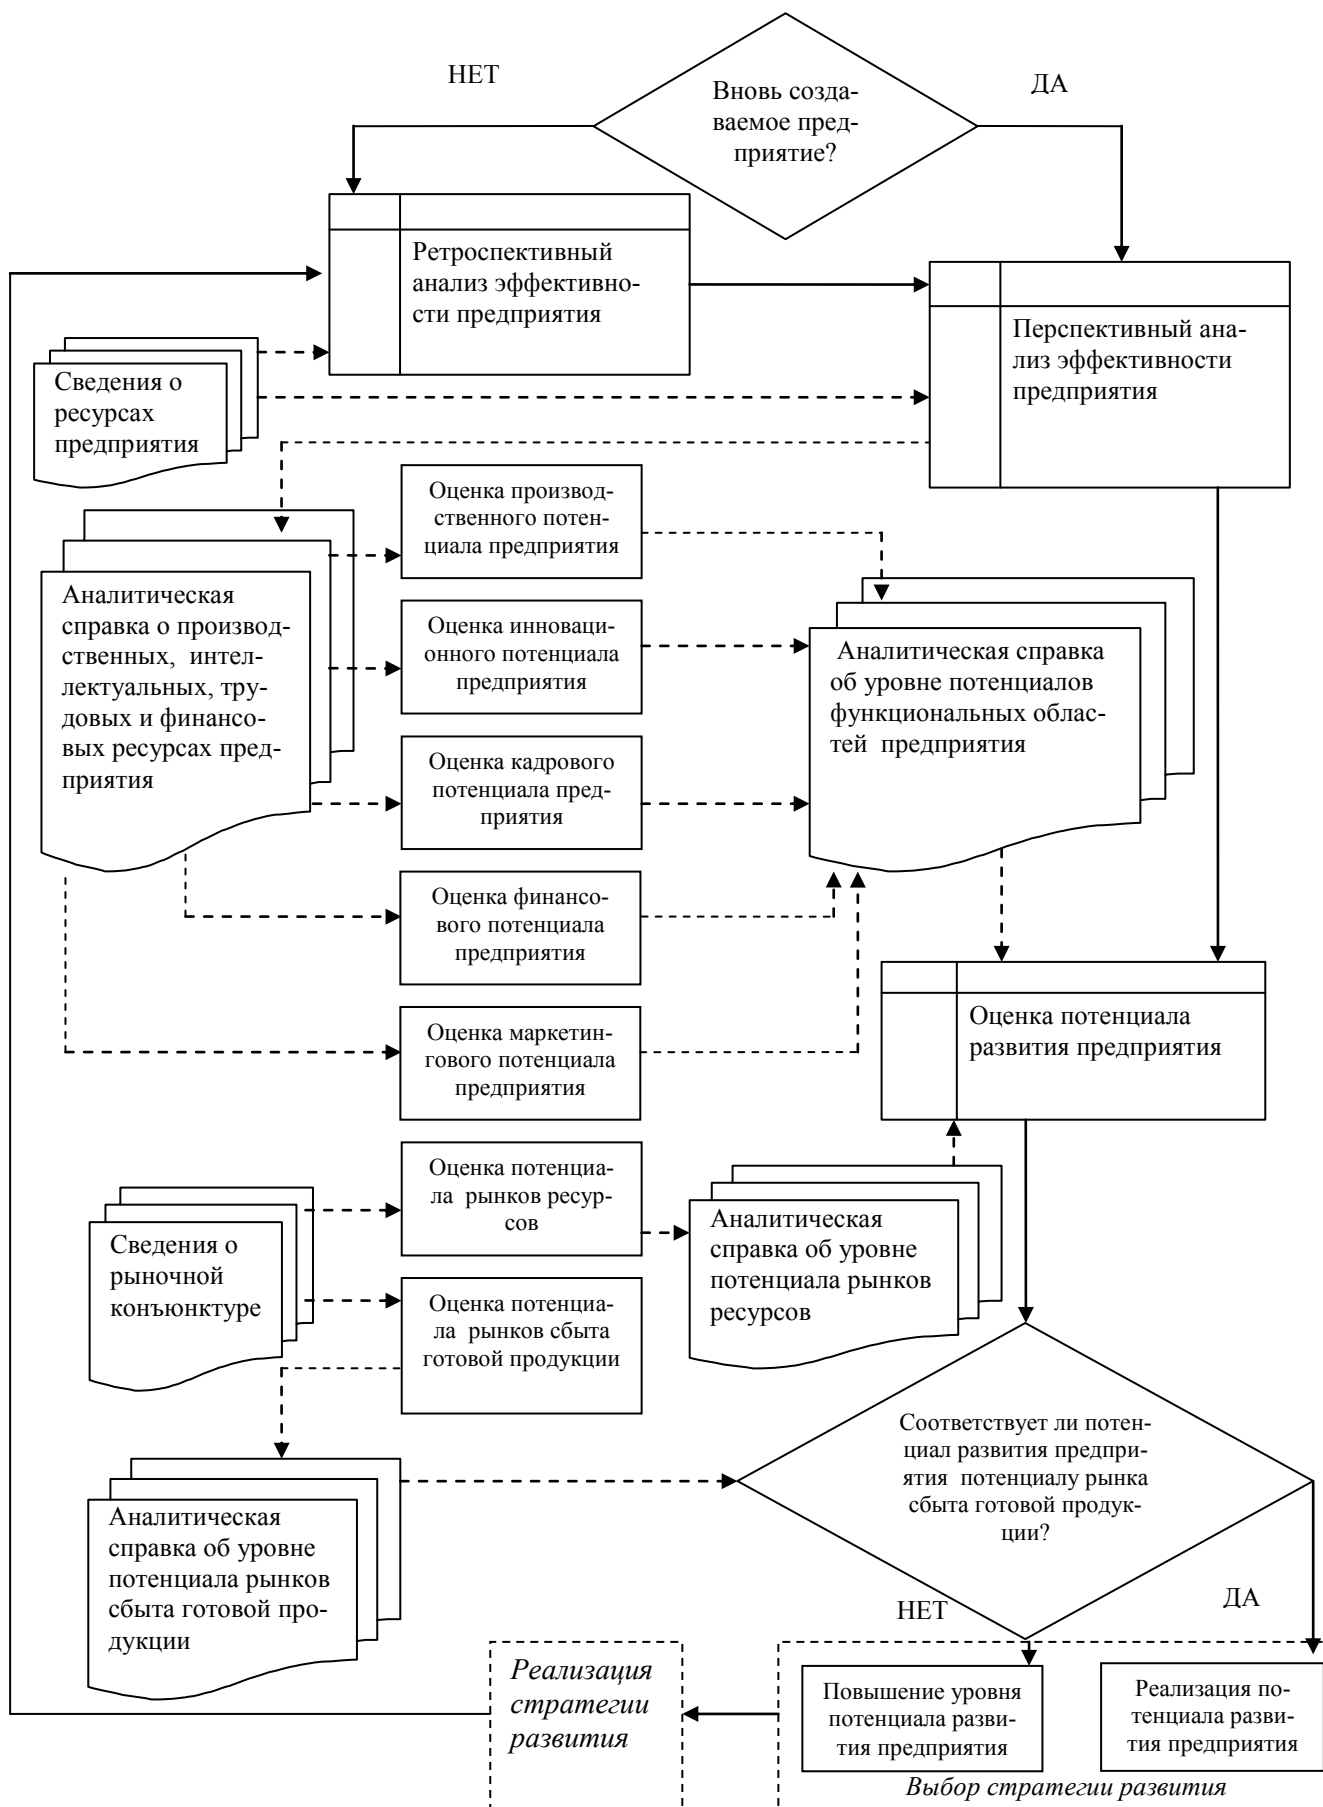 НЕТ
ДА
Вновь созда-
ваемое пред-
приятие?
Ретроспективный
анализ эффективно-
сти предприятия
Перспективный ана-
лиз эффективности
предприятия
Сведения о
ресурсах
предприятия
Оценка производ-
ственного потен-
циала предприятия
Аналитическая
справка о производ-
ственных, интел-
лектуальных, тру-
довых и финансо-
вых ресурсах пред-
приятия
Оценка инноваци-
онного потенциала
предприятия
Аналитическая справка
об уровне потенциалов
функциональных облас-
тей предприятия
Оценка кадрового
потенциала пред-
приятия
Оценка финансо-
вого потенциала
предприятия
Оценка маркетин-
гового потенциала
предприятия
Оценка потенциала
развития предприятия
Оценка потенциа-
ла рынков ресур-
сов
Сведения о
рыночной
конъюнктуре
Аналитическая
справка об уровне
потенциала рынков
ресурсов
Оценка потенциа-
ла рынков сбыта
готовой продукции
Соответствует ли потен-
циал развития предпри-
ятия потенциалу рынка
сбыта готовой продук-
ции?
Аналитическая
справка об уровне
потенциала рынков
сбыта готовой про-
дукции
НЕТ
ДА
Реализация
стратегии
развития
Повышение уровня
потенциала разви-
тия предприятия
Реализация по-
тенциала разви-
тия предприятия
Выбор стратегии развития